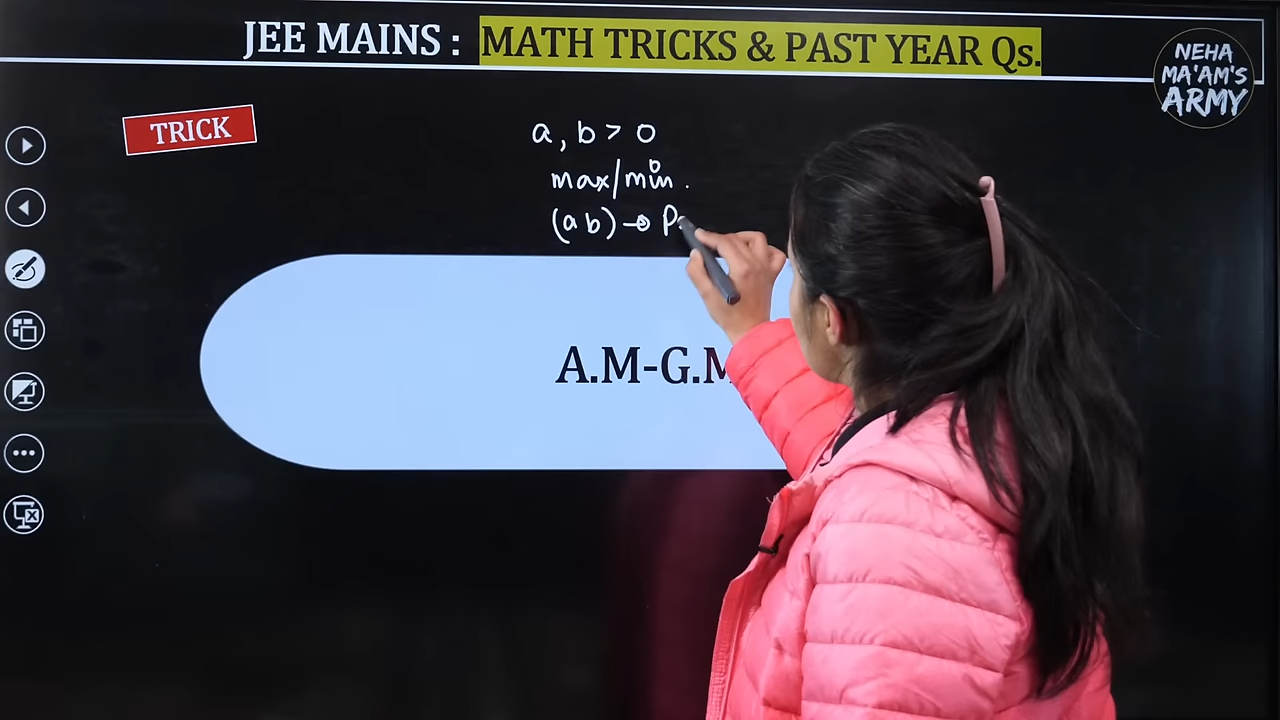 JEE MAINS : MATH TRICKS & PAST YEAR Qs.
NEHA
MA'AM'S
ARMY
TRICK
a, b > 0
max/min.
(ab) →
A.M-G.M